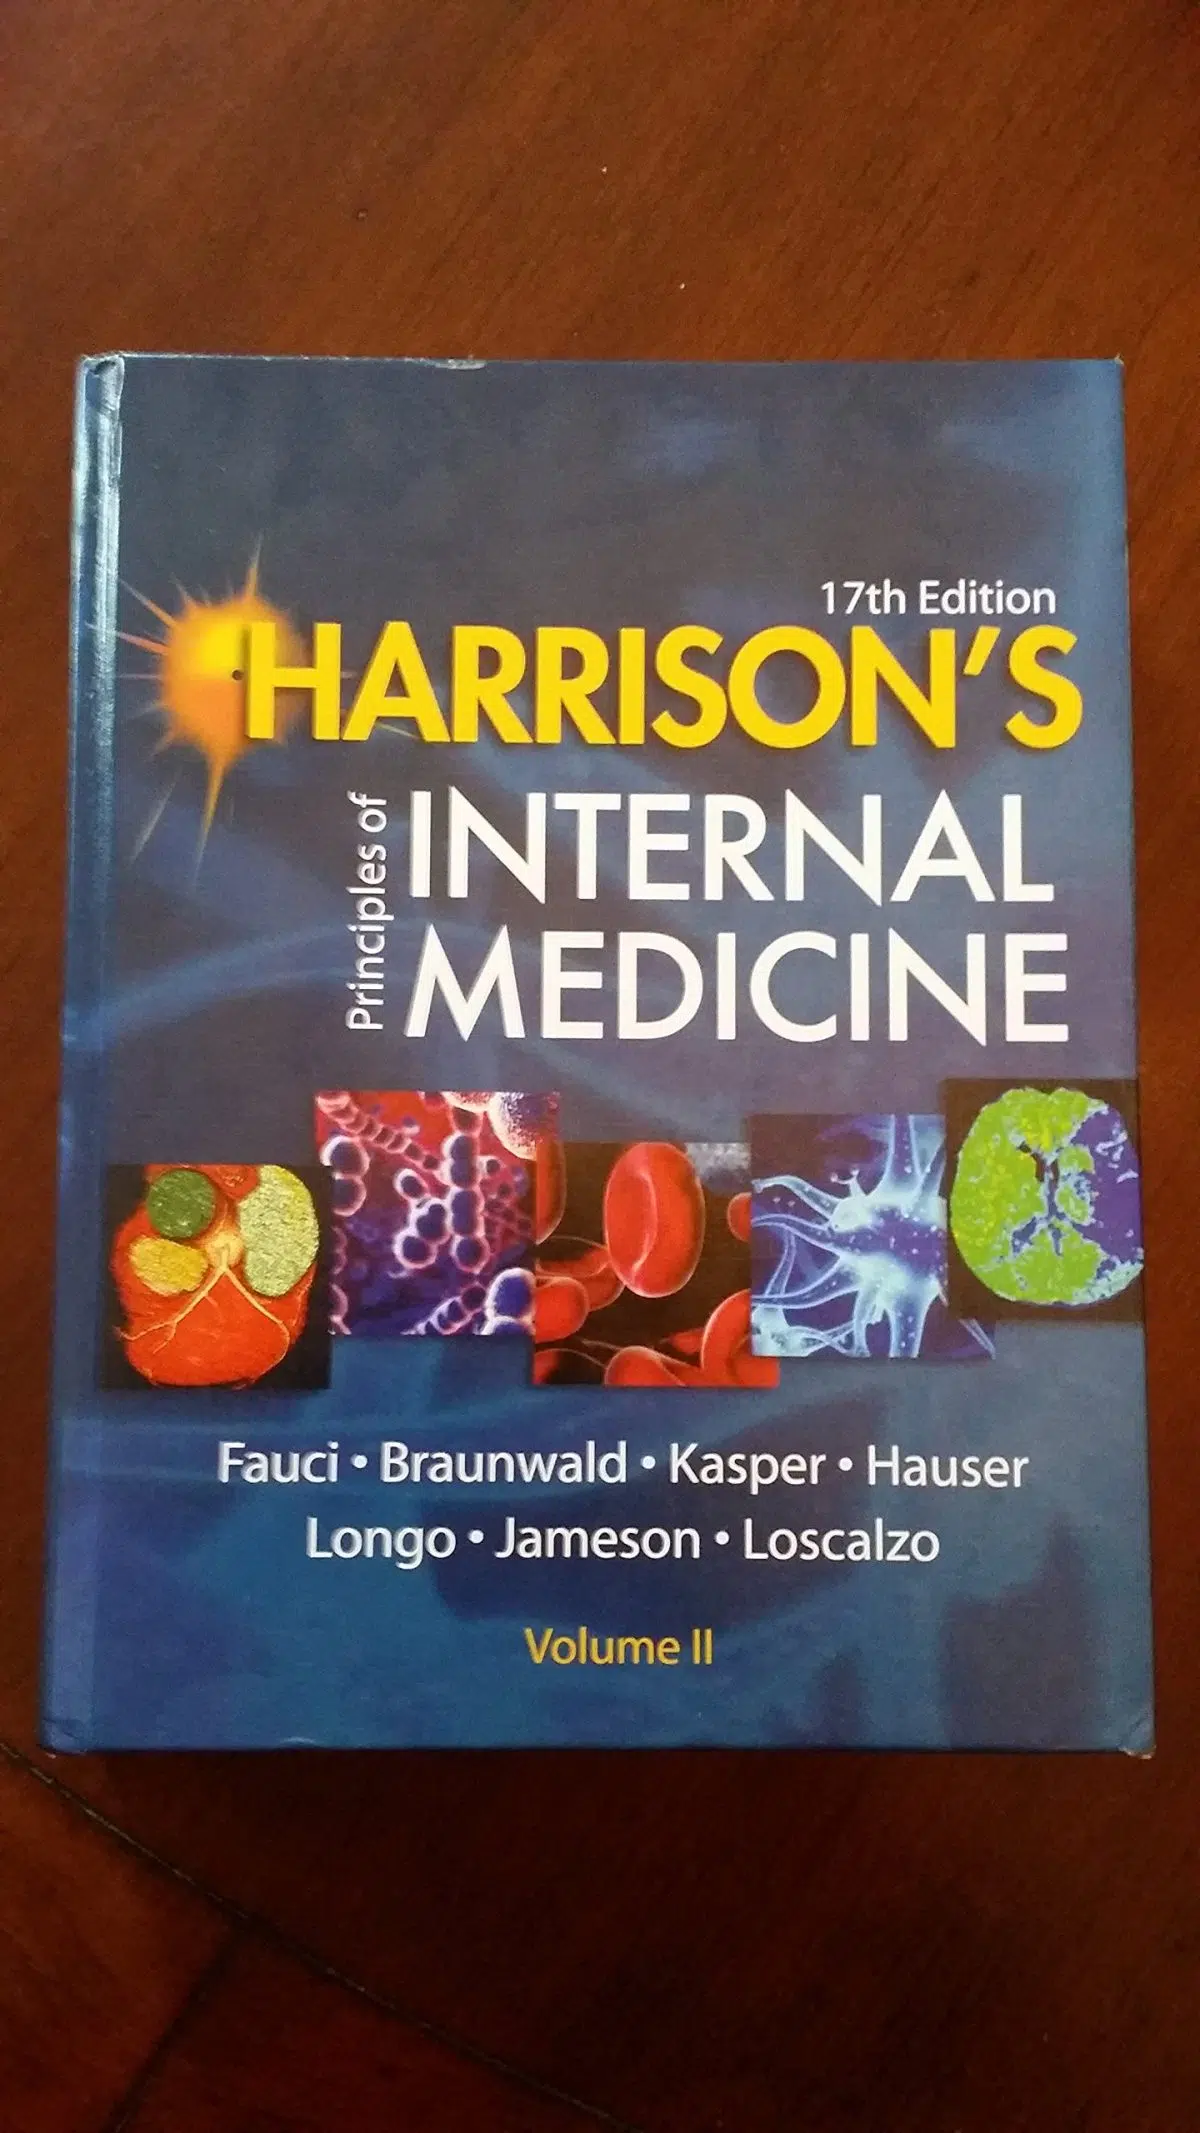 17th Edition
HARRISON'S
Principles of
INTERNAL
MEDICINE
Fauci • Braunwald • Kasper • Hauser
Longo • Jameson • Loscalzo
Volume II